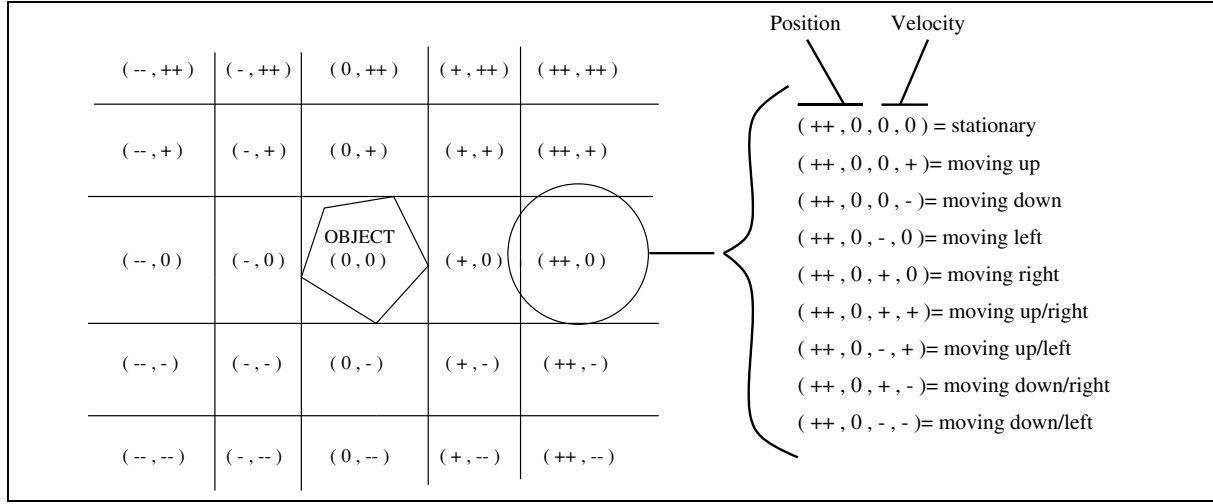 Position Velocity
( -- , ++ ) ( - , ++ ) ( 0 , ++ ) ( + , ++ ) ( ++ , ++ )
( -- , + ) ( - , + ) ( 0 , + ) ( + , + ) ( ++ , + )
OBJECT
( -- , 0 ) ( - , 0 ) ( 0 , 0 ) ( + , 0 ) ( ++ , 0 )
( -- , - ) ( - , - ) ( 0 , - ) ( + , - ) ( ++ , - )
( -- , -- ) ( - , -- ) ( 0 , -- ) ( + , -- ) ( ++ , -- )
( ++ , 0 , 0 , 0 ) = stationary
( ++ , 0 , 0 , + )= moving up
( ++ , 0 , 0 , - )= moving down
( ++ , 0 , - , 0 )= moving left
( ++ , 0 , + , 0 )= moving right
( ++ , 0 , + , + )= moving up/right
( ++ , 0 , - , + )= moving up/left
( ++ , 0 , + , - )= moving down/right
( ++ , 0 , - , - )= moving down/left